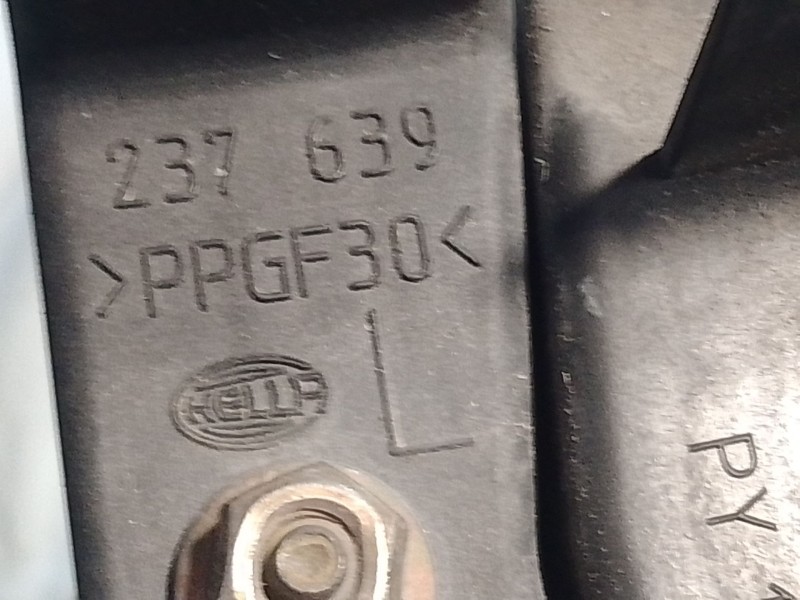 237 639
>PPGF30<
HELLA
L
PY